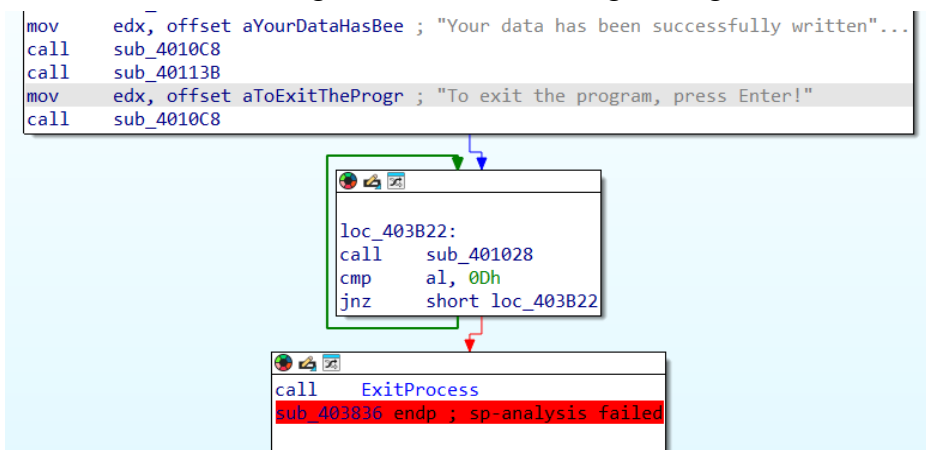 mov     edx, offset aYourDataHasBee ; "Your data has been successfully written"...
call    sub_4010C8
call    sub_40113B
mov     edx, offset aToExitTheProgr ; "To exit the program, press Enter!"
call    sub_4010C8
loc_403B22:
call    sub_401028
cmp     al, 0Dh
jnz     short loc_403B22
call    ExitProcess
sub_403836 endp ; sp-analysis failed